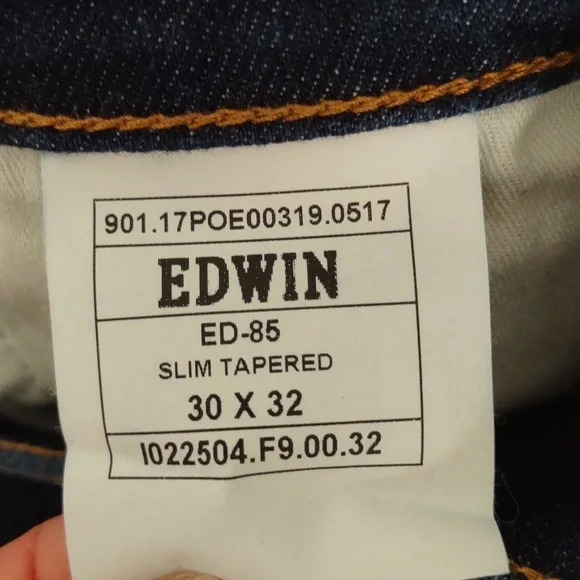 901.17POE00319.0517
EDWIN
ED-85
SLIM TAPERED
30 X 32
I022504.F9.00.32